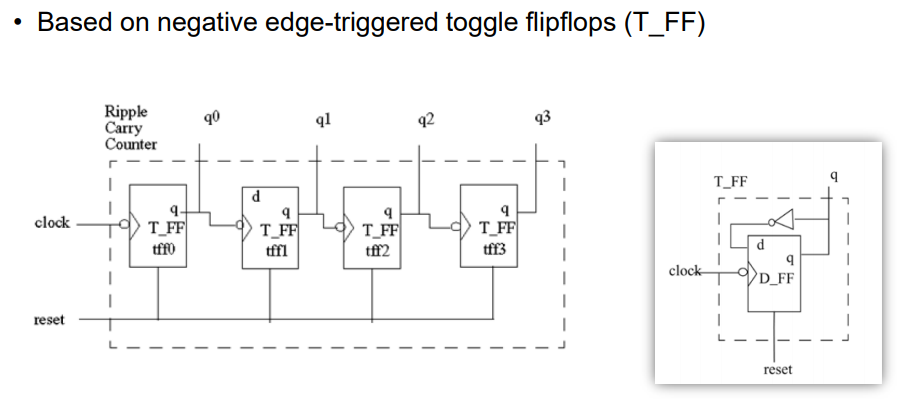 • Based on negative edge-triggered toggle flipflops (T_FF)
Ripple
Carry
Counter
q0
q1
q2
q3
clock
q
T_FF
tff0
d
q
T_FF
tff1
q
T_FF
tff2
q
T_FF
tff3
reset
T_FF
q
d
q
clock
D_FF
reset